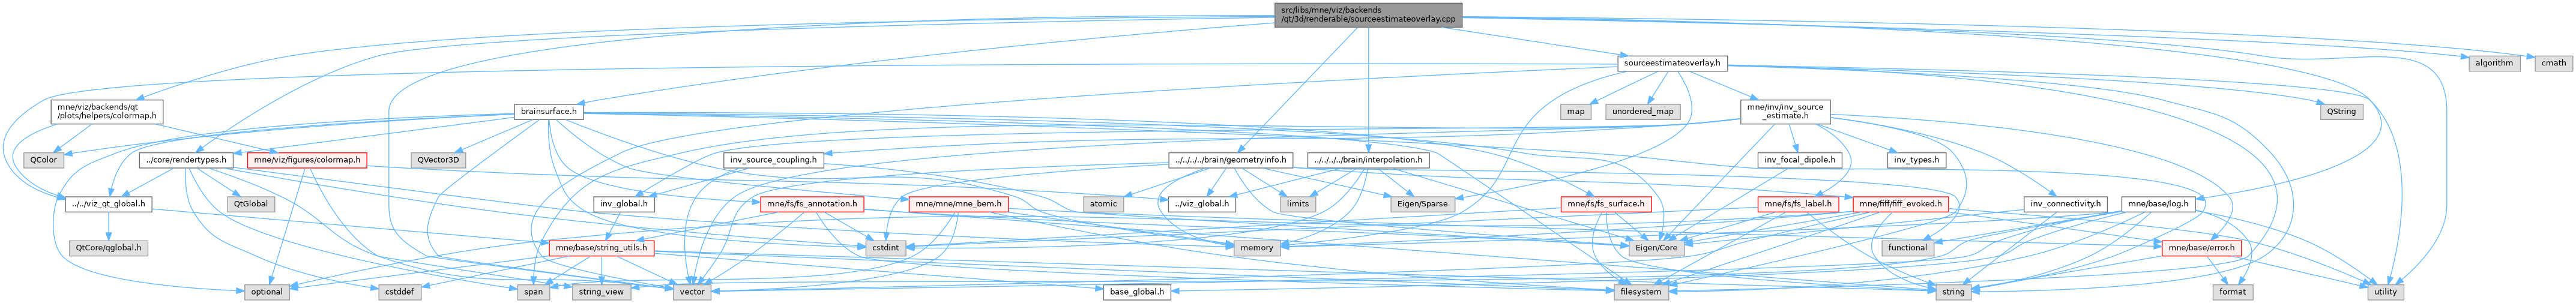 src/libs/mne/viz/backends
/qt/3d/renderable/sourceestimateoverlay.cpp
sourceestimateoverlay.h
algorithm
cmath
mne/viz/backends/qt
/plots/helpers/colormap.h
brainsurface.h
map
unordered_map
mne/inv/inv_source
_estimate.h
QString
QColor
mne/viz/figures/colormap.h
../core/rendertypes.h
QVector3D
inv_source_coupling.h
../../../../brain/geometryinfo.h
../../../../brain/interpolation.h
inv_focal_dipole.h
inv_types.h
../../viz_qt_global.h
QtGlobal
inv_global.h
mne/fs/fs_annotation.h
mne/mne/mne_bem.h
atomic
../viz_global.h
limits
Eigen/Sparse
mne/fs/fs_surface.h
mne/fs/fs_label.h
mne/fiff/fiff_evoked.h
inv_connectivity.h
mne/base/log.h
QtCore/qglobal.h
mne/base/string_utils.h
cstdint
memory
Eigen/Core
functional
mne/base/error.h
optional
cstddef
span
string_view
vector
base_global.h
filesystem
string
format
utility